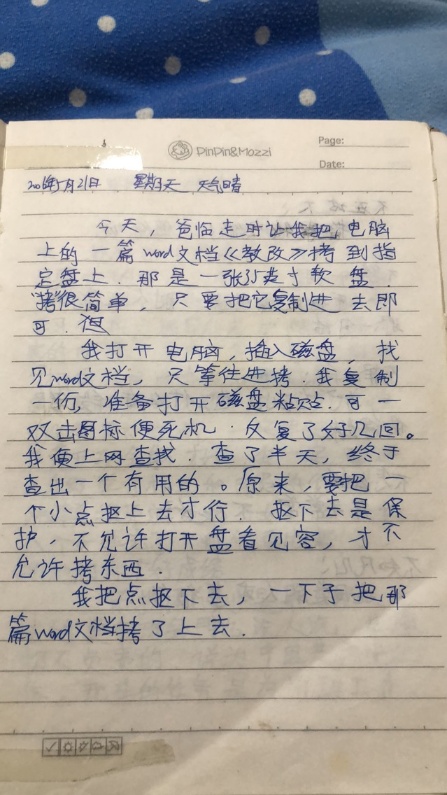 PinPin&Mozzi
Page:
Date:
月21日 星期天 天气晴
今天，爸临走时让我把电脑
上的一篇word文档《教改》拷到指
定盘上．那是一张3.5英寸软盘．
拷很简单，只要把它复制进去即
可．但
我打开电脑，插入磁盘，找
见word文档，只等往进拷．我复制
一份，准备打开磁盘粘贴．可一
双击图标便死机．反复了好几回。
我便上网查找．查了半天，终于
查出一个有用的。原来，要把一
个小点抠上去才行．抠下去是保
护．不允许打开盘看见容，才不
允许拷东西．
我把点抠下去，一下子把那
篇word文档拷了上去．